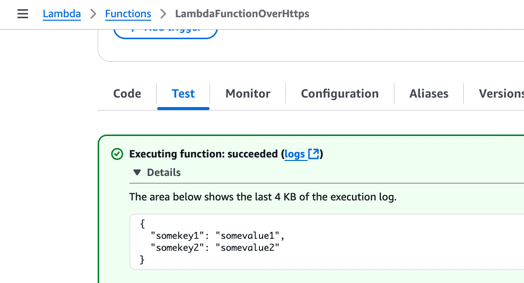 Lambda > Functions > LambdaFunctionOverHttps
Code Test Monitor Configuration Aliases Versions
Executing function: succeeded (logs)
▼ Details
The area below shows the last 4 KB of the execution log.
{
"somekey1": "somevalue1",
"somekey2": "somevalue2"
}